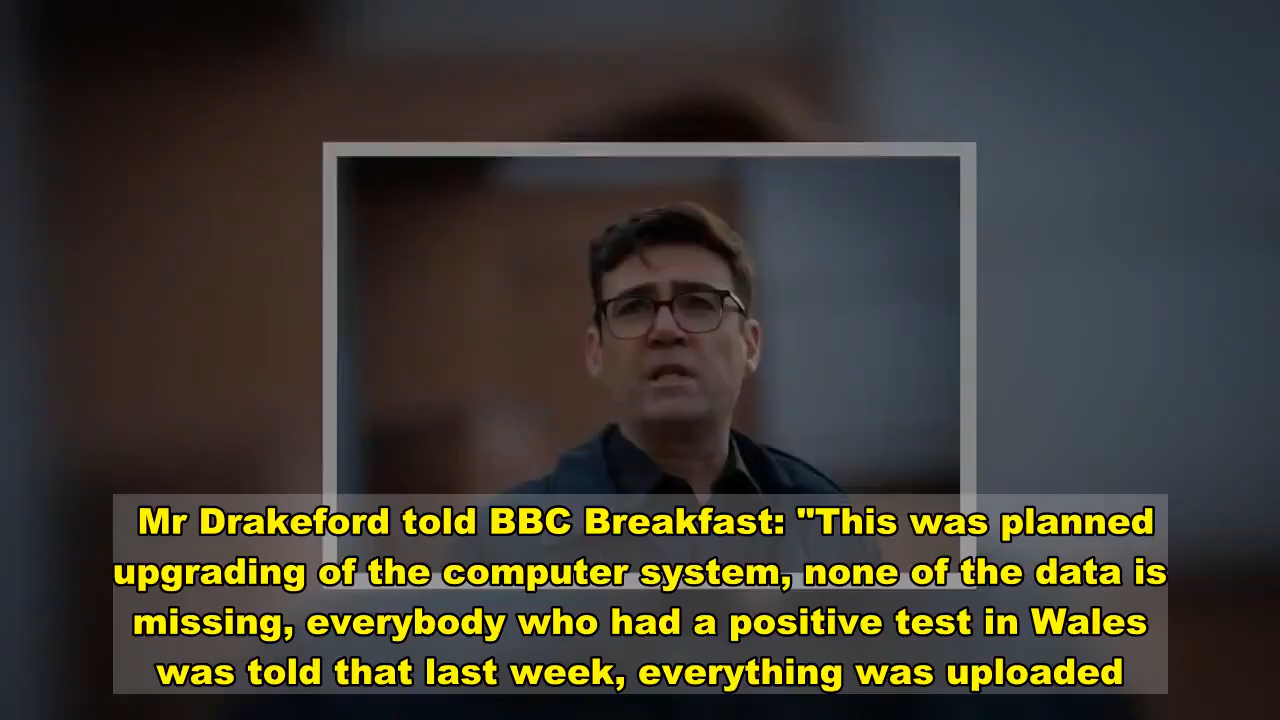 Mr Drakeford told BBC Breakfast: "This was planned
upgrading of the computer system, none of the data is
missing, everybody who had a positive test in Wales
was told that last week, everything was uploaded